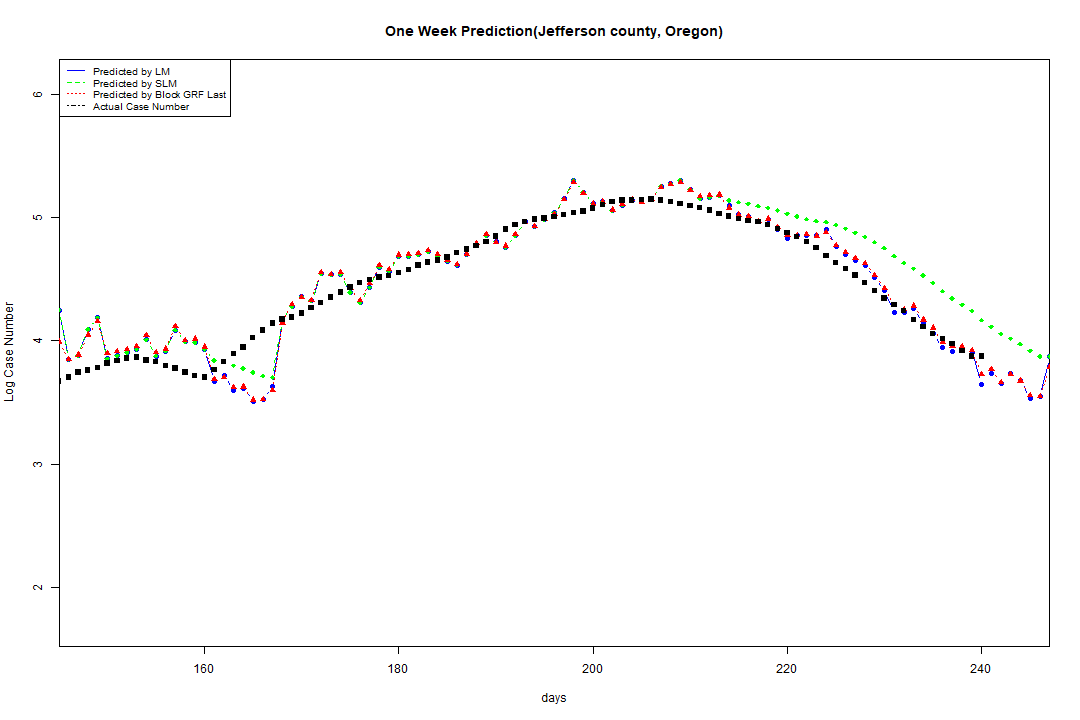 One Week Prediction(Jefferson county, Oregon)
Predicted by LM
Predicted by SLM
Predicted by Block GRF Last
Actual Case Number
6
5
4
3
2
Log Case Number
160
180
200
220
240
days